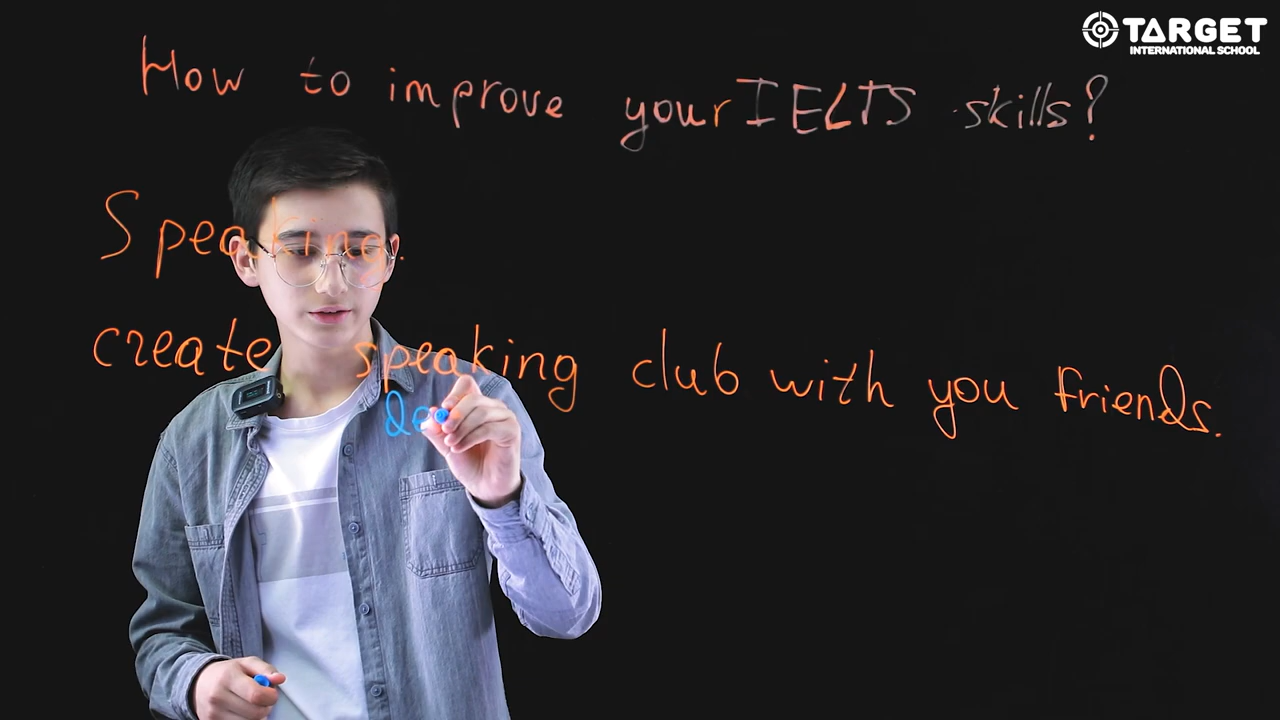 TARGET
INTERNATIONAL SCHOOL
How to improve your IELTS skills?
Speaking.
create speaking club with you friends.